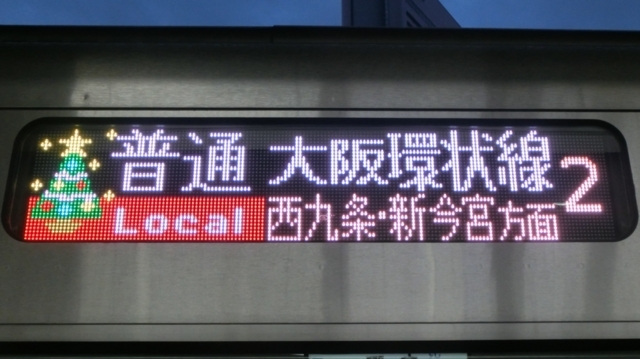 普通 大阪環状線 2
Local 西九条・新今宮方面